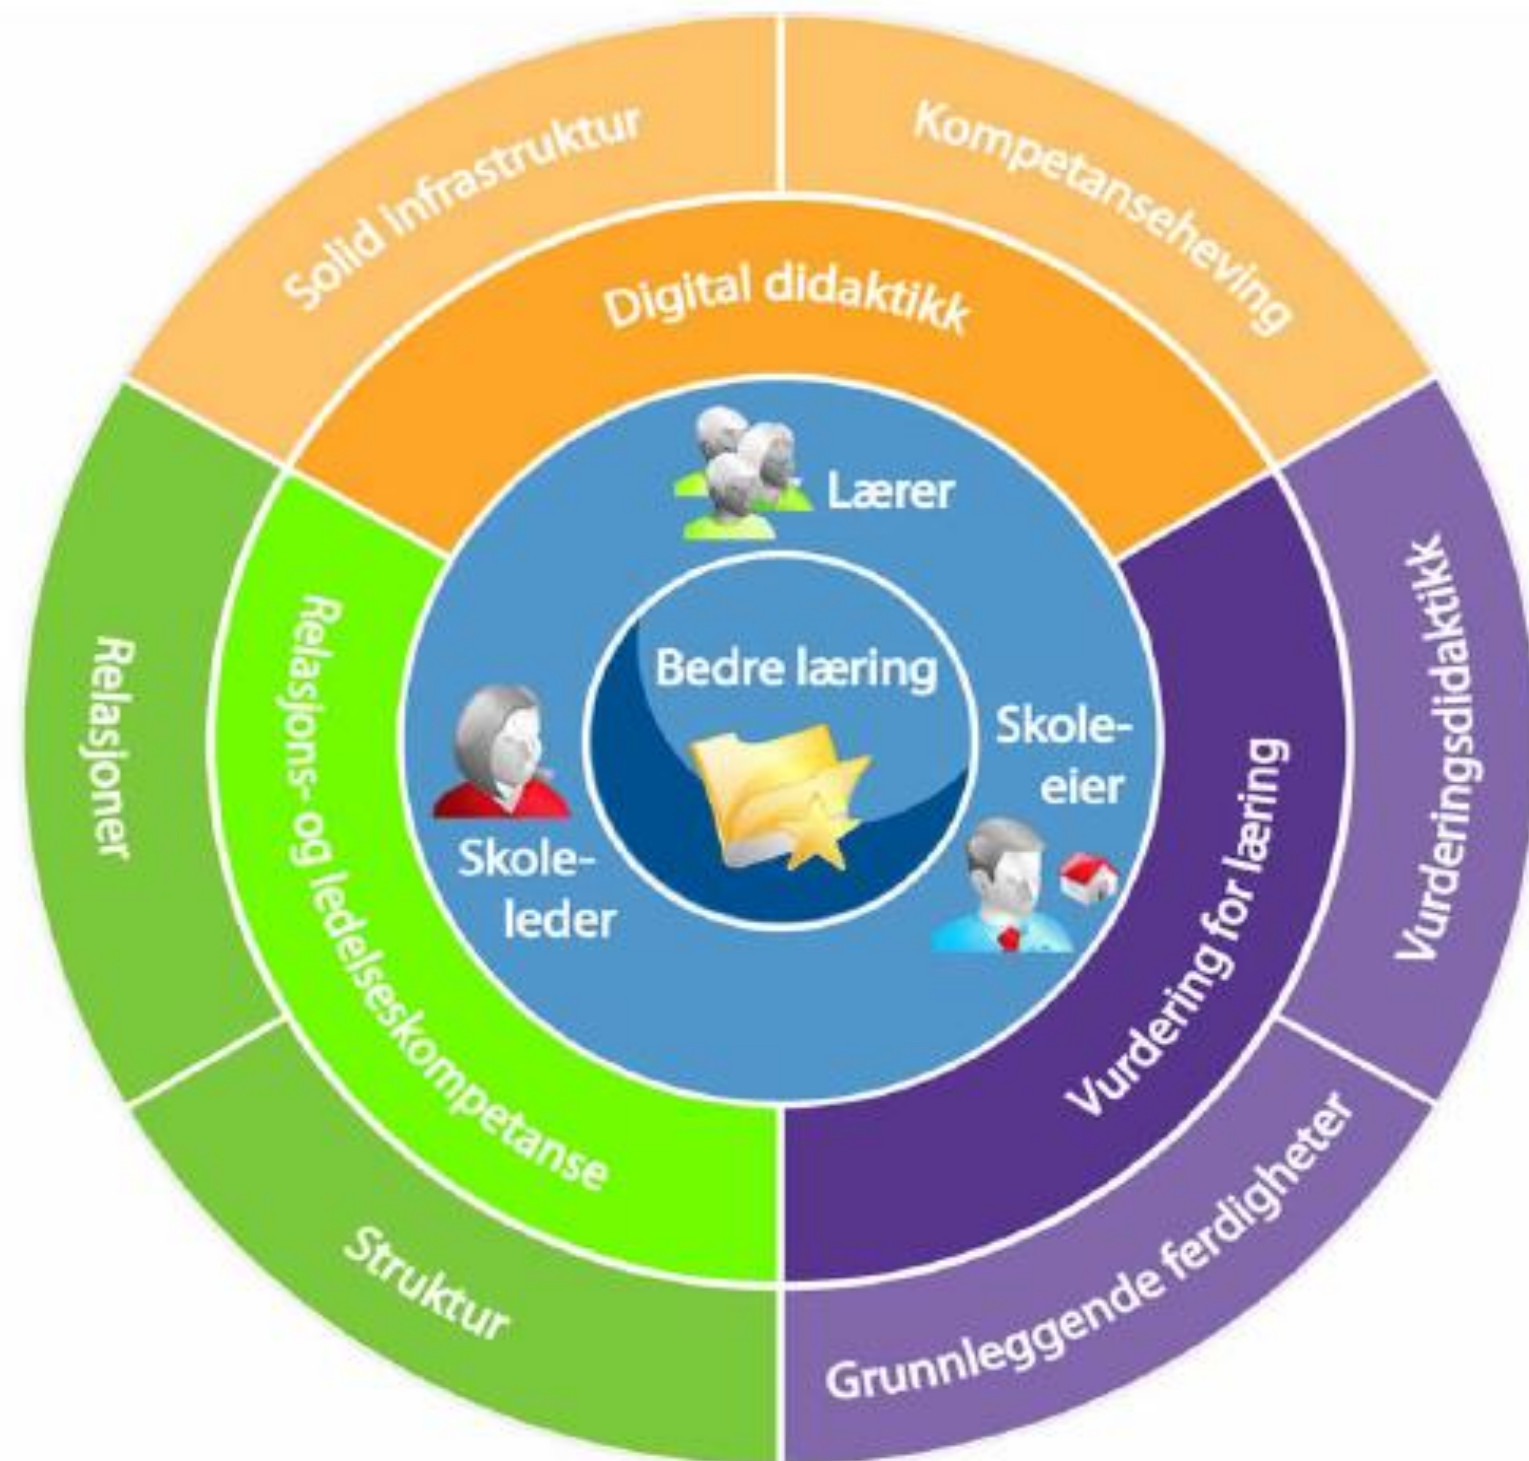 Solid infrastruktur
Kompetanseheving
Digital didaktikk
Lærer
Bedre læring
Skole-
eier
Skole-
leder
Relasjoner
Relasjons- og ledelseskompetanse
Struktur
Vurdering for læring
Vurderingsdidaktikk
Grunnleggende ferdigheter